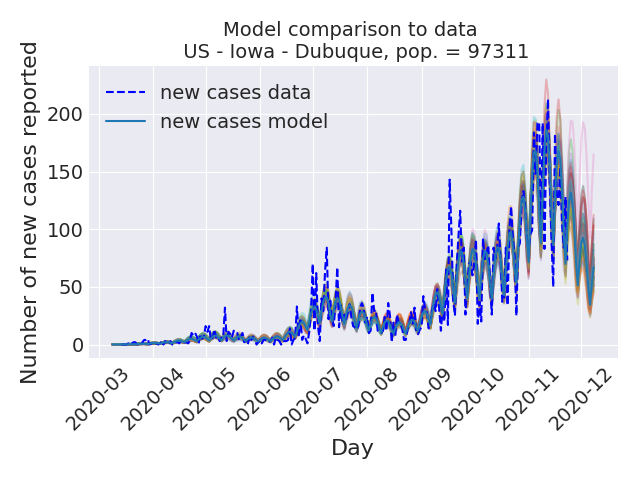 Model comparison to data
US - Iowa - Dubuque, pop. = 97311
Number of new cases reported
new cases data
new cases model
200
150
100
50
0
2020-03
2020-04
2020-05
2020-06
2020-07
2020-08
2020-09
2020-10
2020-11
2020-12
Day